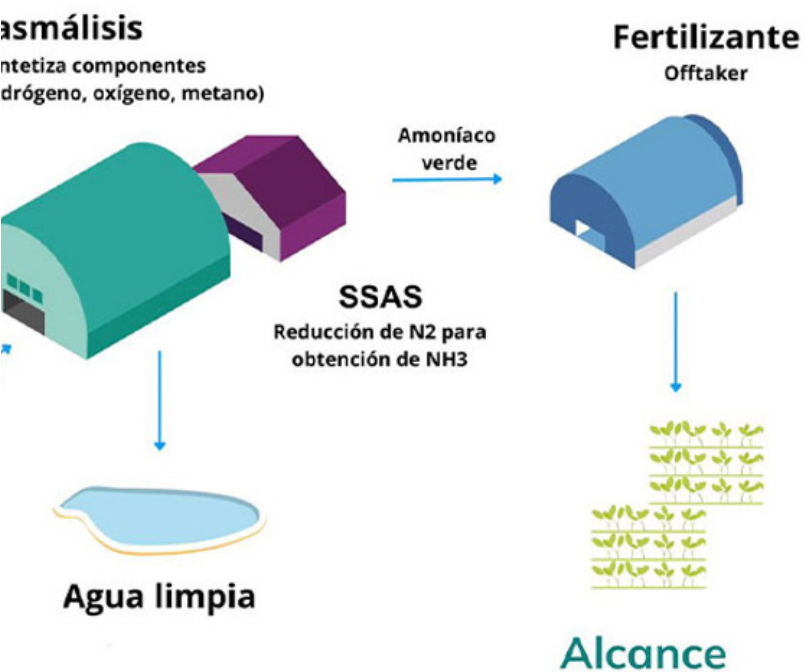 asmálisis
ntetiza componentes
drógeno, oxígeno, metano)
Fertilizante
Offtaker
Amoníaco
verde
SSAS
Reducción de N2 para
obtención de NH3
Agua limpia
Alcance